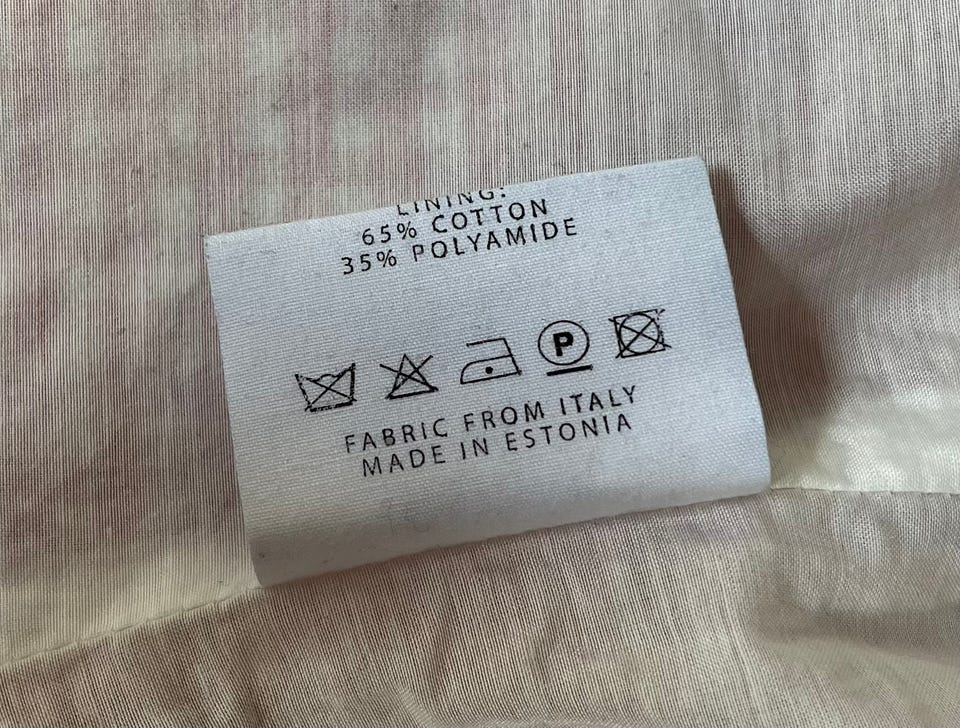 LINING:
65% COTTON
35% POLYAMIDE
P
FABRIC FROM ITALY
MADE IN ESTONIA